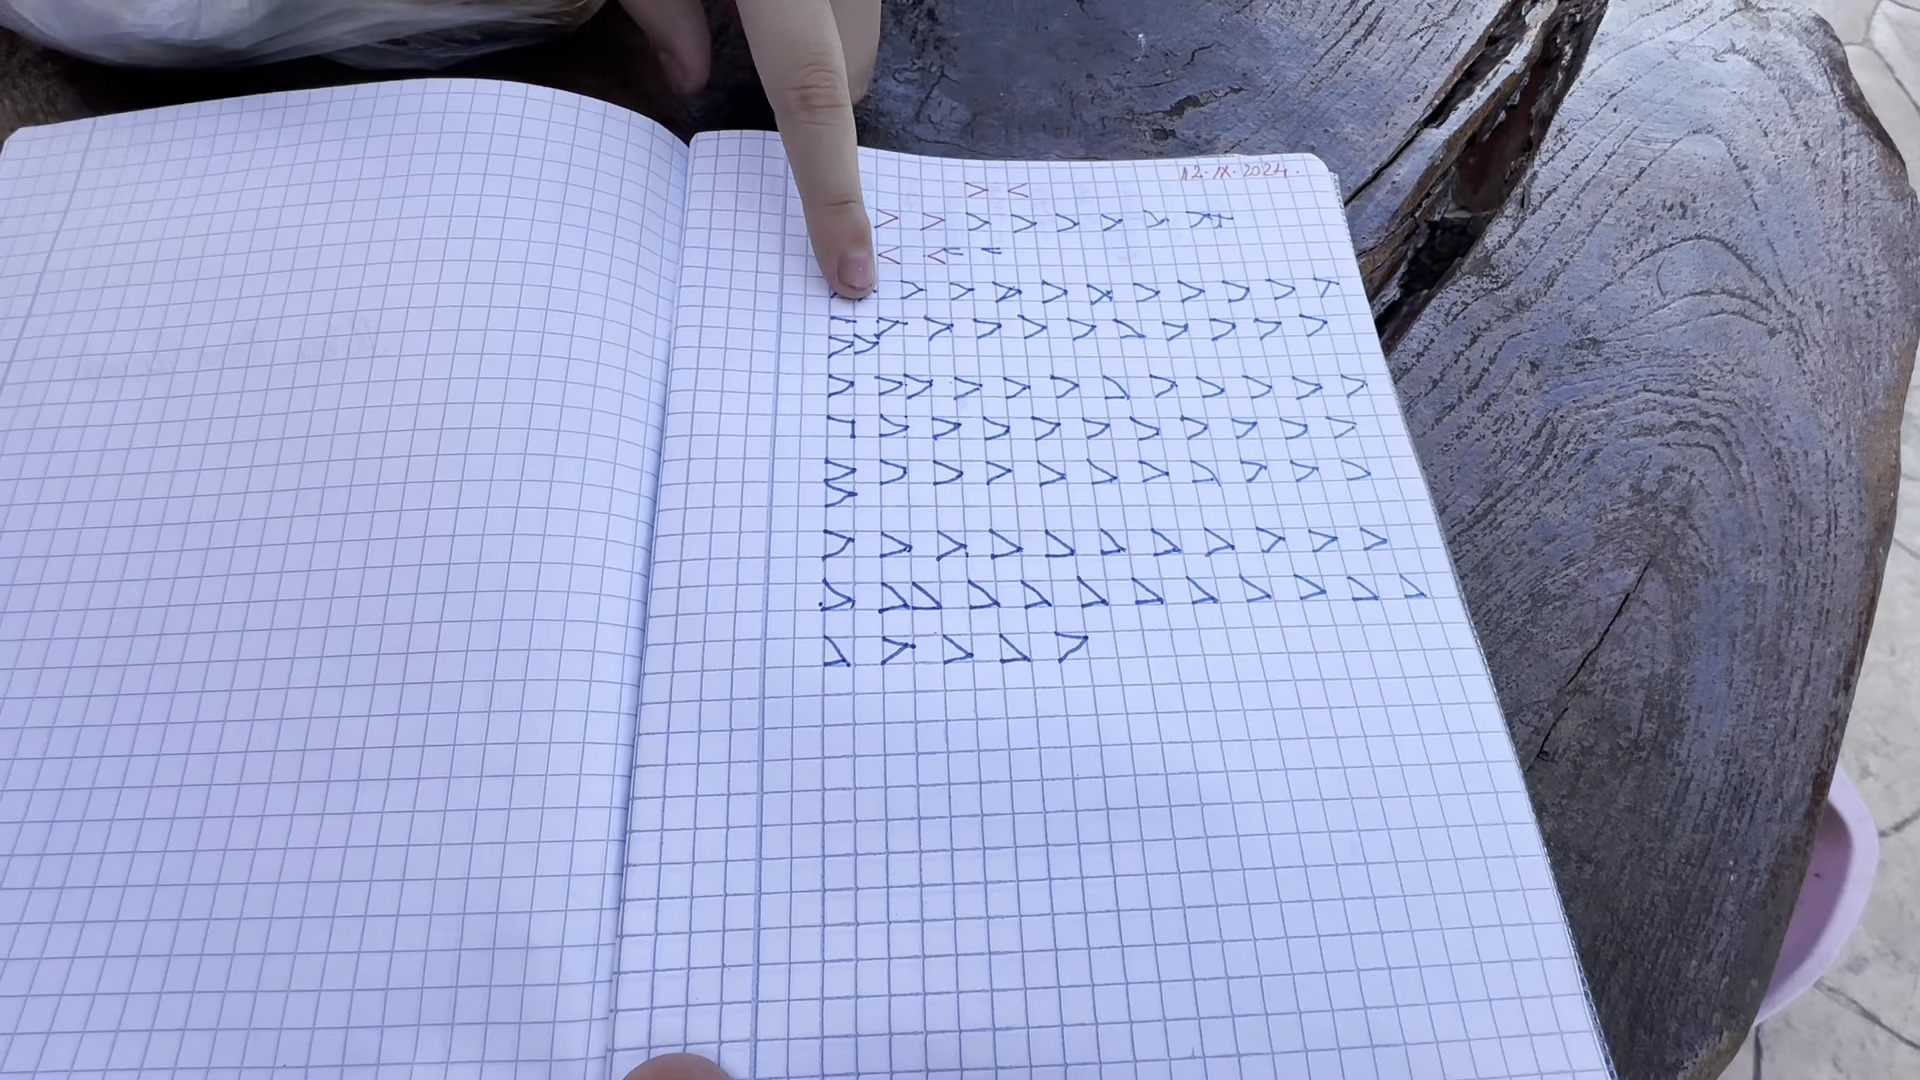 12.IX.2024.
> <
> > > > > > > >
< <
> > > > > > > > > >
> > > > > > > > > >
> >
> > > > > > > > > > > >
> > > > > > > > > > >
> > > > > > > > > > >
>
> > > > > > > > > > >
> > > > > > > > > > > >
> > > > >